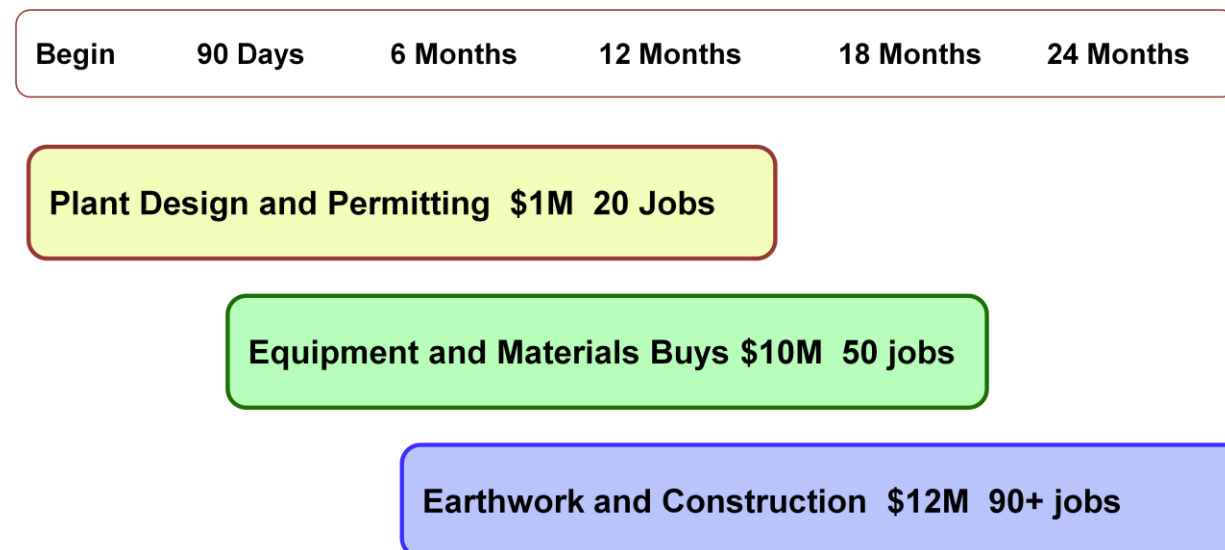 Begin 90 Days 6 Months 12 Months 18 Months 24 Months
Plant Design and Permitting $1M 20 Jobs
Equipment and Materials Buys $10M 50 jobs
Earthwork and Construction $12M 90+ jobs